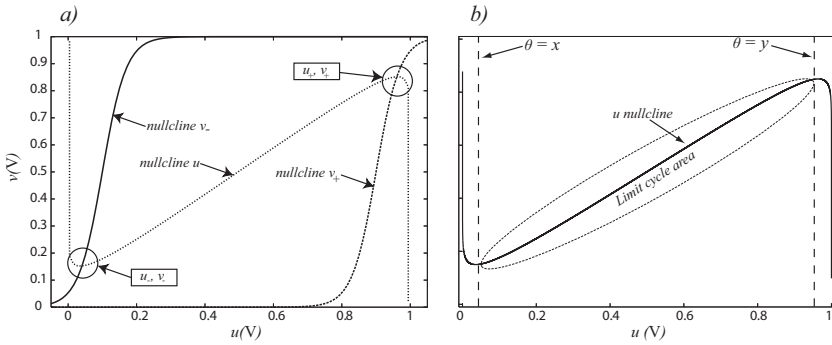 a)
b)
1
0.9
0.8
0.7
0.6
0.5
0.4
0.3
0.2
0.1
0
v(V)
u₊, v₊
nullcline v₋
nullcline u
nullcline v₊
u₋, v₋
0 0.2 0.4 0.6 0.8 1
u(V)
θ = x
θ = y
u nullcline
Limit cycle area
0 0.2 0.4 0.6 0.8 1
u (V)